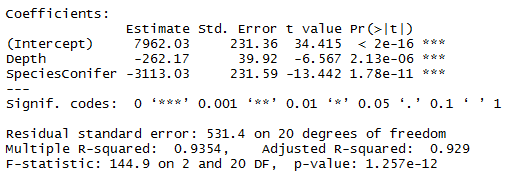 Coefficients:
Estimate Std. Error t value Pr(>|t|)
(Intercept) 7962.03 231.36 34.415 < 2e-16 ***
Depth -262.17 39.92 -6.567 2.13e-06 ***
SpeciesConifer -3113.03 231.59 -13.442 1.78e-11 ***
---
Signif. codes: 0 ‘***’ 0.001 ‘**’ 0.01 ‘*’ 0.05 ‘.’ 0.1 ‘ ’ 1
Residual standard error: 531.4 on 20 degrees of freedom
Multiple R-squared: 0.9354, Adjusted R-squared: 0.929
F-statistic: 144.9 on 2 and 20 DF, p-value: 1.257e-12